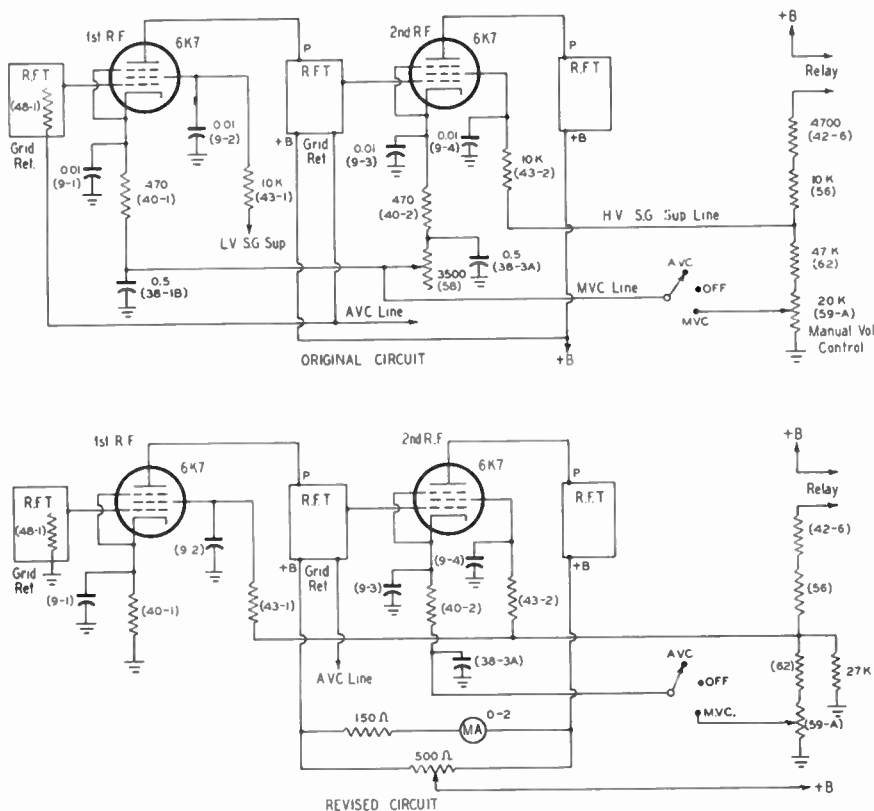 +B
1st R.F.
6K7
P
2nd R.F.
6K7
P
Relay
R.F.T
(48-1)
R.F.T
R.F.T
4700
(42-6)
0.01
(9-2)
Grid
Ret.
0.01
(9-1)
+B
Grid
Ret
0.01
(9-3)
0.01
(9-4)
+B
10K
(56)
470
(40-1)
10K
(43-1)
10K
(43-2)
470
(40-2)
H.V. S.G Sup Line
LV S.G Sup
47K
(62)
0.5
(38-1B)
3500
(58)
0.5
(38-3A)
AVC
OFF
MVC Line
MVC
20K
(59-A)
Manual Vol
Control
AVC Line
ORIGINAL CIRCUIT
+B
+B
1st R.F
6K7
P
2nd R.F.
6K7
P
Relay
R.F.T
(48-1)
R.F.T
R.F.T
(42-6)
(9 2)
Grid
Ret
(9-1)
+B
Grid
Ret
(9-3)
(9-4)
+B
(56)
(40-1)
(43-1)
(40-2)
(43-2)
AVC Line
(38-3A)
AVC
OFF
M.V.C.
(62)
27K
(59-A)
150 Ω
MA
0-2
500 Ω
+B
REVISED CIRCUIT